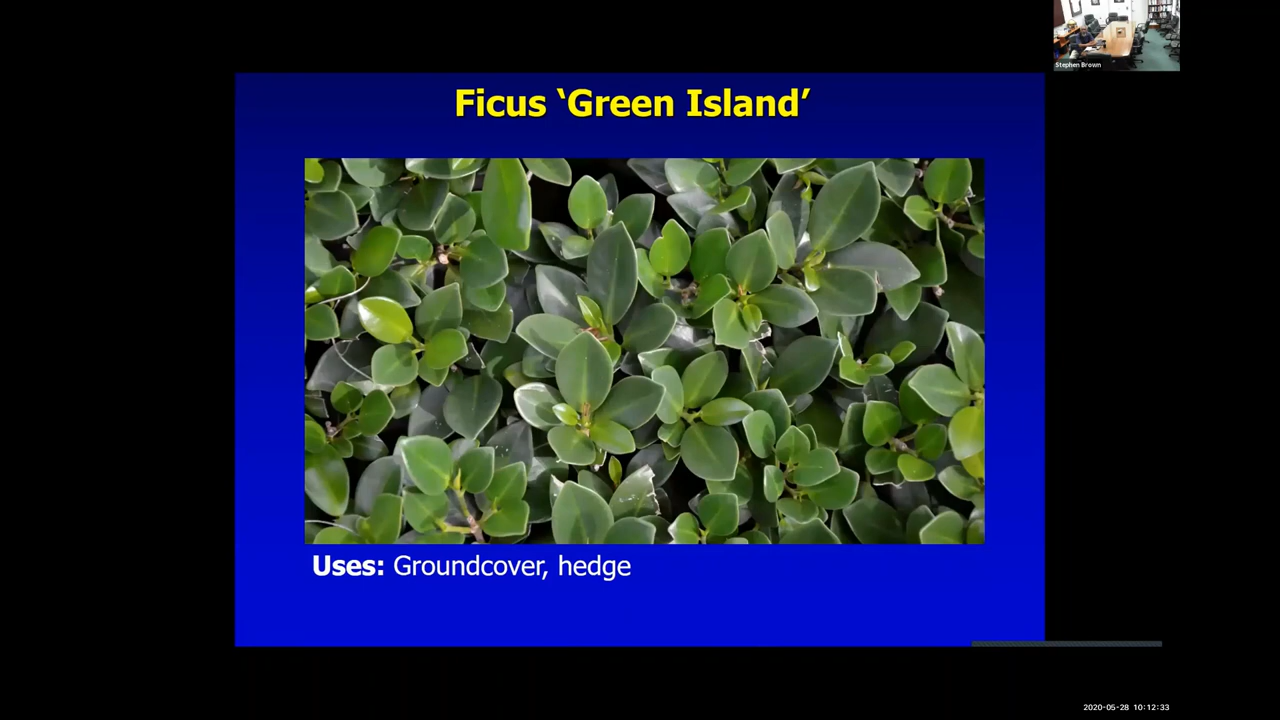 Stephen Brown
Ficus ‘Green Island’
Uses: Groundcover, hedge
2020-05-28 10:12:33